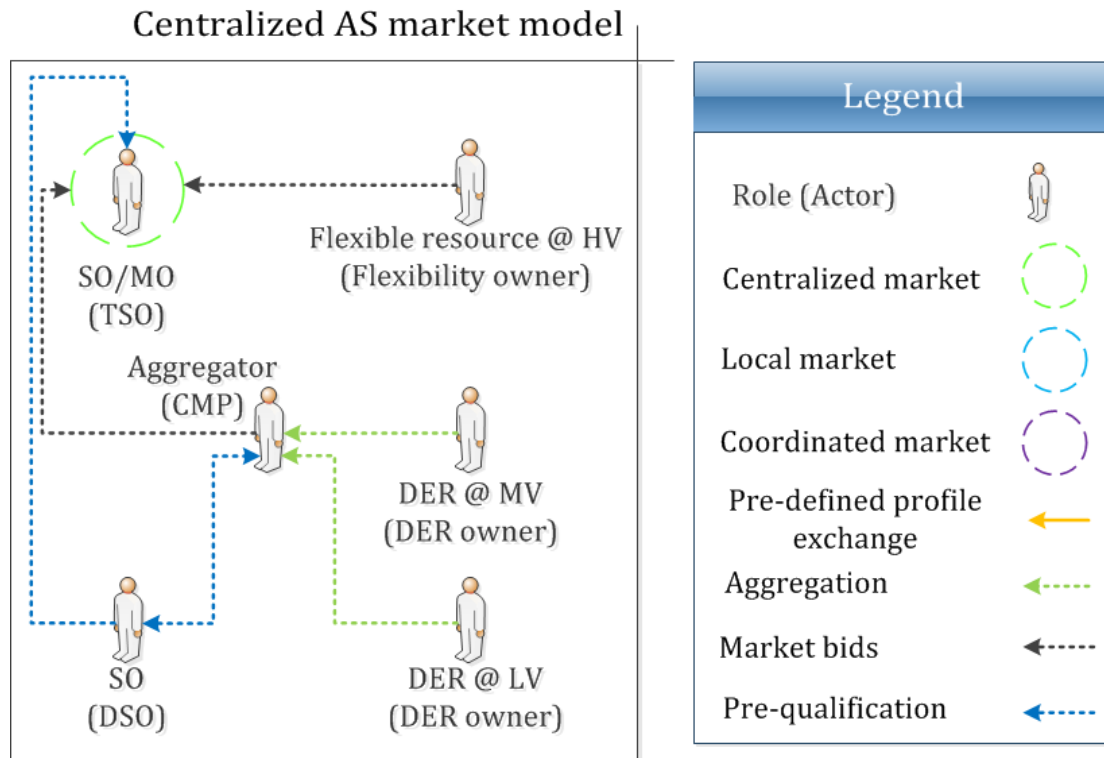 Centralized AS market model
SO/MO
(TSO)
Flexible resource @ HV
(Flexibility owner)
Aggregator
(CMP)
DER @ MV
(DER owner)
SO
(DSO)
DER @ LV
(DER owner)
Legend
Role (Actor)
Centralized market
Local market
Coordinated market
Pre-defined profile
exchange
Aggregation
Market bids
Pre-qualification